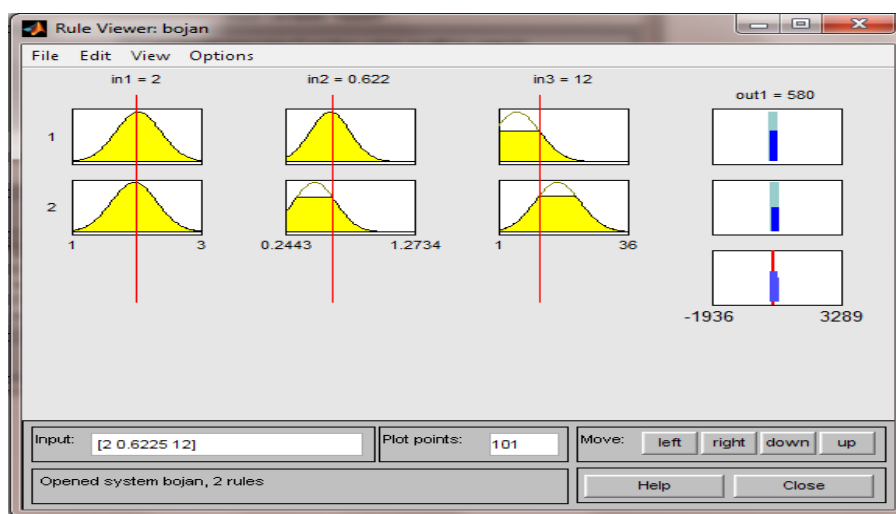 Rule Viewer: bojan
File Edit View Options
in1 = 2 in2 = 0.622 in3 = 12
out1 = 580
1
2
1 3 0.2443 1.2734 1 36
-1936 3289
Input: [2 0.6225 12] Plot points: 101 Move: left right down up
Opened system bojan, 2 rules Help Close